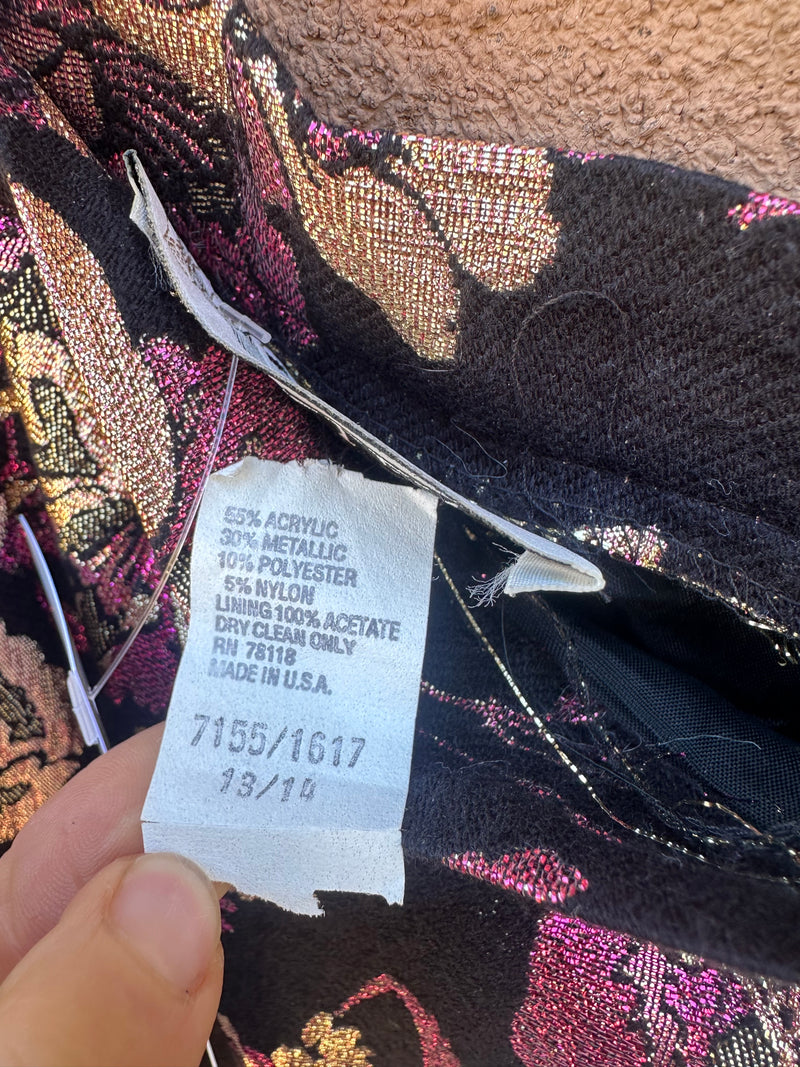 55% ACRYLIC
30% METALLIC
10% POLYESTER
5% NYLON
LINING 100% ACETATE
DRY CLEAN ONLY
RN 78118
MADE IN U.S.A.
7155/1617
13/14